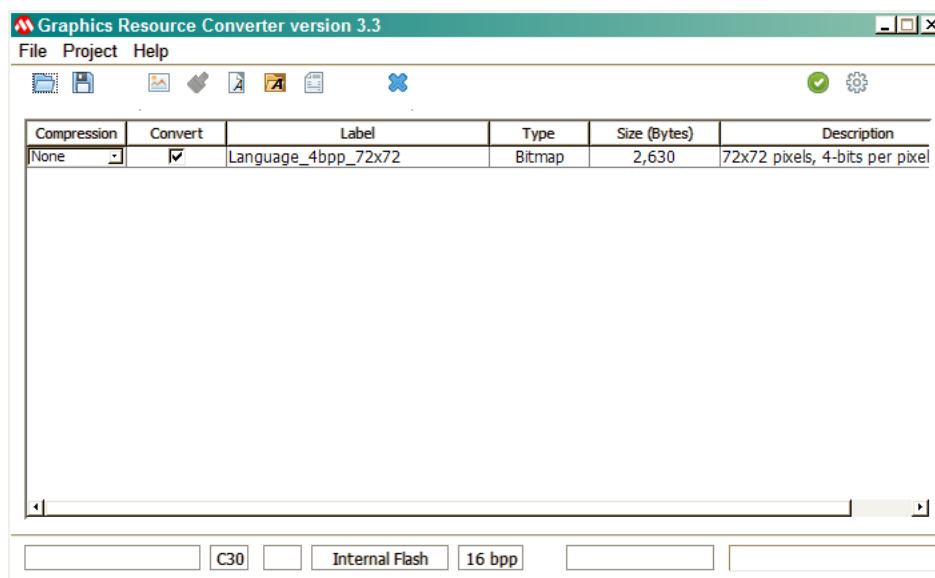 Graphics Resource Converter version 3.3
File Project Help
Compression Convert Label Type Size (Bytes) Description
None Language_4bpp_72x72 Bitmap 2,630 72x72 pixels, 4-bits per pixel
C30 Internal Flash 16 bpp